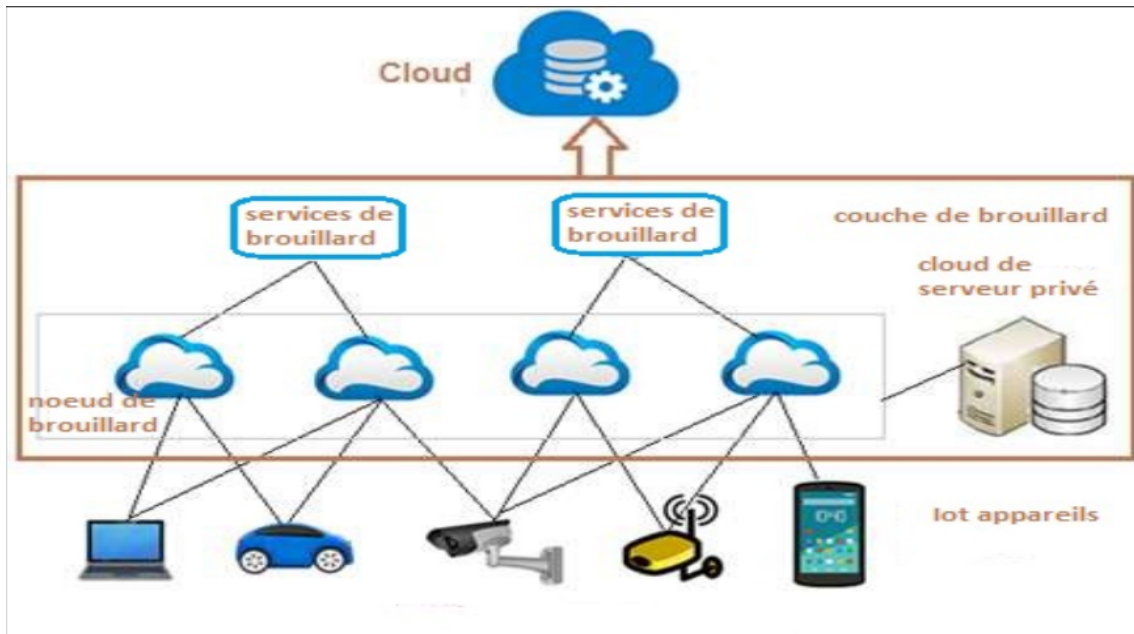 Cloud
services de
brouillard
services de
brouillard
couche de brouillard
cloud de
serveur privé
noeud de
brouillard
Iot appareils